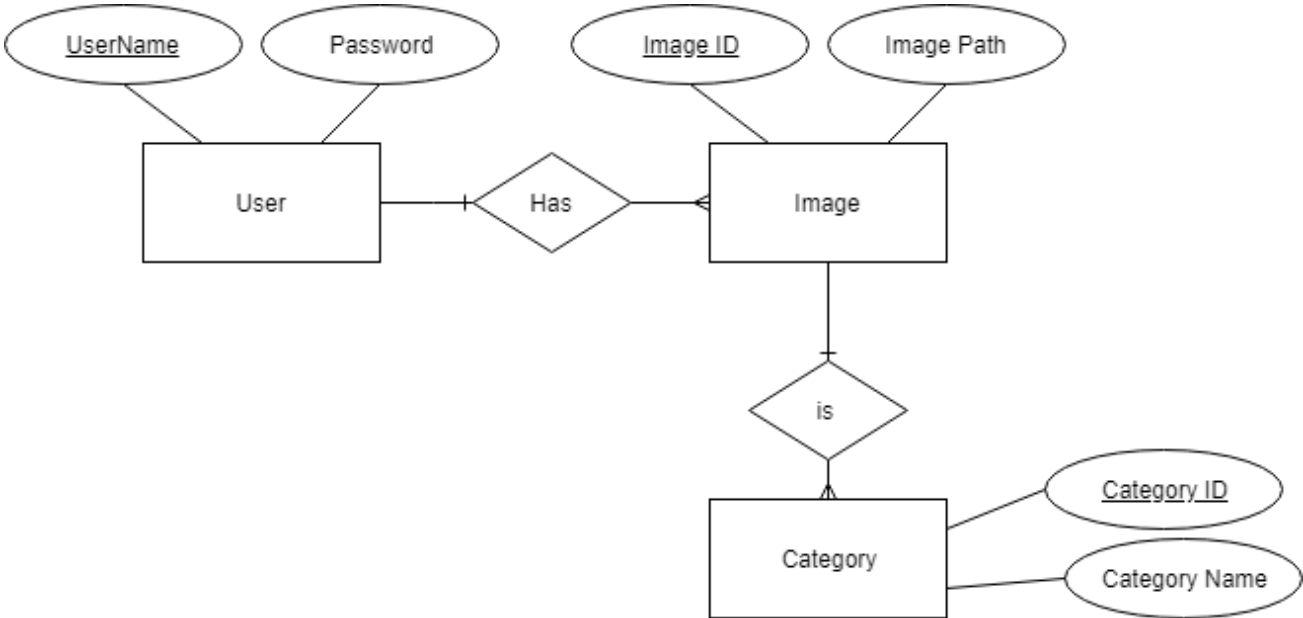 UserName
Password
Image ID
Image Path
User
Has
Image
is
Category ID
Category
Category Name